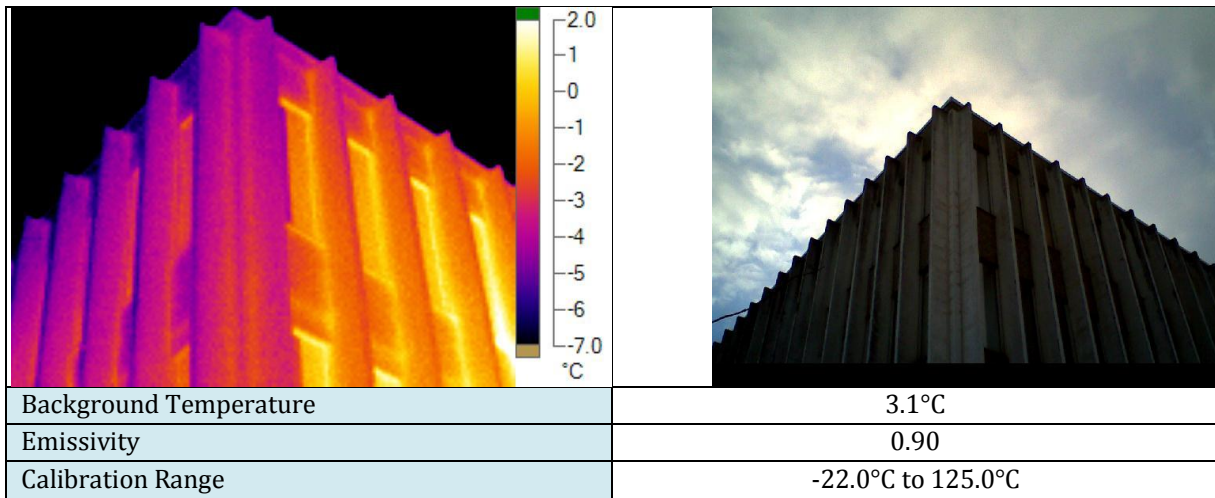 2.0
-1
-0
-1
-2
-3
-4
-5
-6
-7.0
°C
Background Temperature 3.1°C
Emissivity 0.90
Calibration Range -22.0°C to 125.0°C